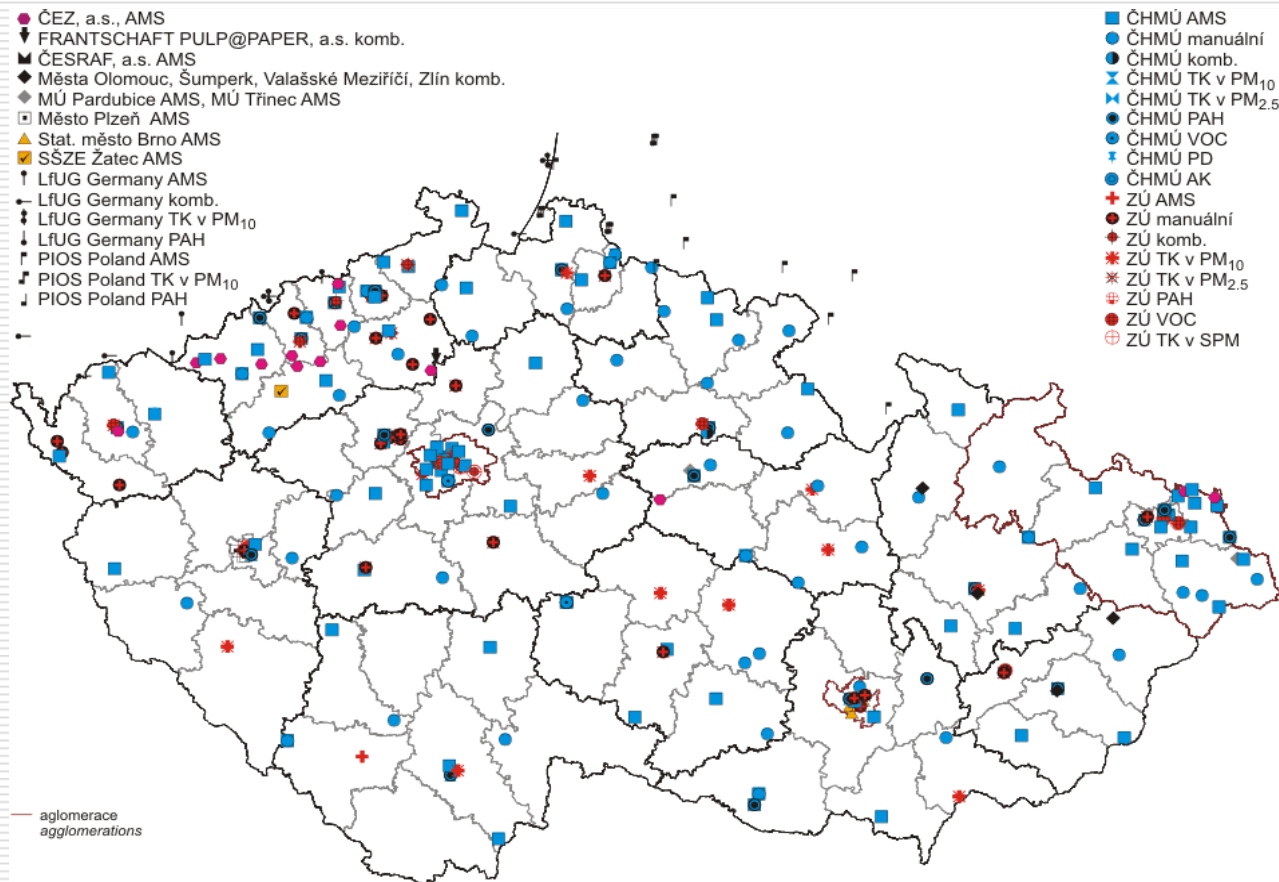 ČEZ, a.s., AMS
FRANTSCHAFT PULP@PAPER, a.s. komb.
ČESRAF, a.s. AMS
Města Olomouc, Šumperk, Valašské Meziříčí, Zlín komb.
MÚ Pardubice AMS, MÚ Třinec AMS
Město Plzeň AMS
Stat. město Brno AMS
SŠZE Žatec AMS
LfUG Germany AMS
LfUG Germany komb.
LfUG Germany TK v PM10
LfUG Germany PAH
PIOS Poland AMS
PIOS Poland TK v PM10
PIOS Poland PAH
ČHMÚ AMS
ČHMÚ manuální
ČHMÚ komb.
ČHMÚ TK v PM10
ČHMÚ TK v PM2.5
ČHMÚ PAH
ČHMÚ VOC
ČHMÚ PD
ČHMÚ AK
ZÚ AMS
ZÚ manuální
ZÚ komb.
ZÚ TK v PM10
ZÚ TK v PM2.5
ZÚ PAH
ZÚ VOC
ZÚ TK v SPM
aglomerace
agglomerations